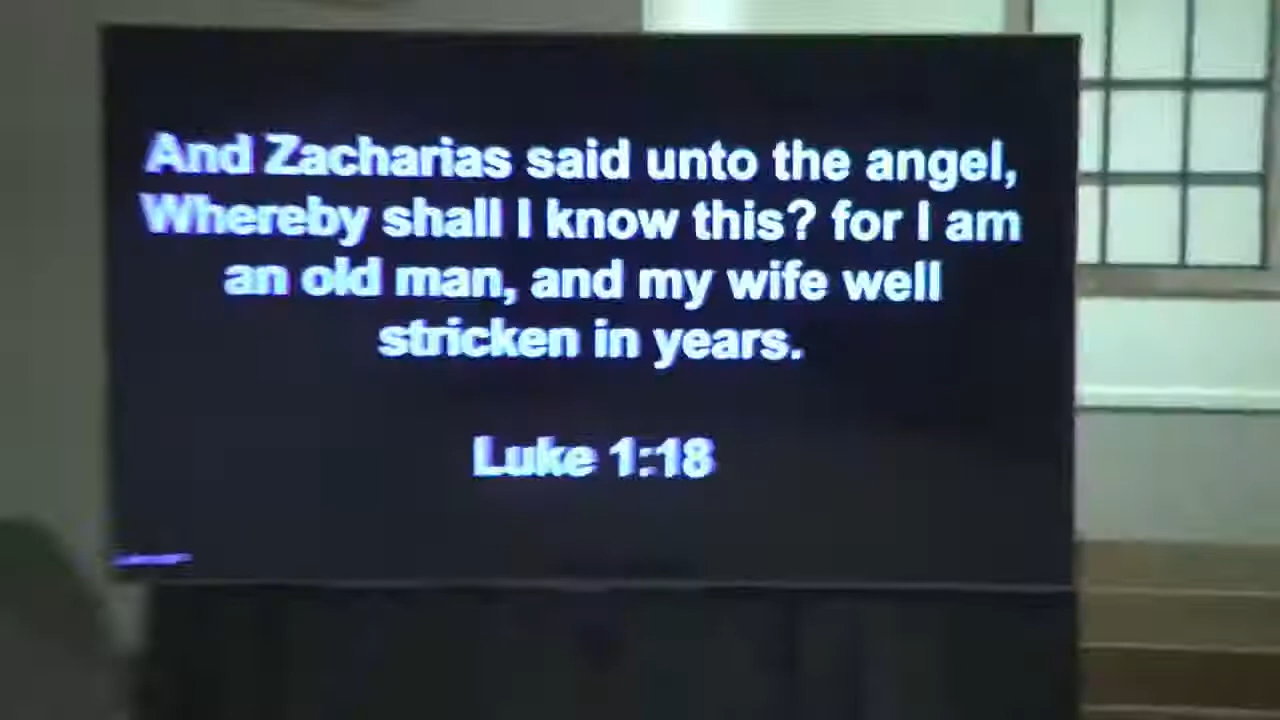 And Zacharias said unto the angel,
Whereby shall I know this? for I am
an old man, and my wife well
stricken in years.
Luke 1:18